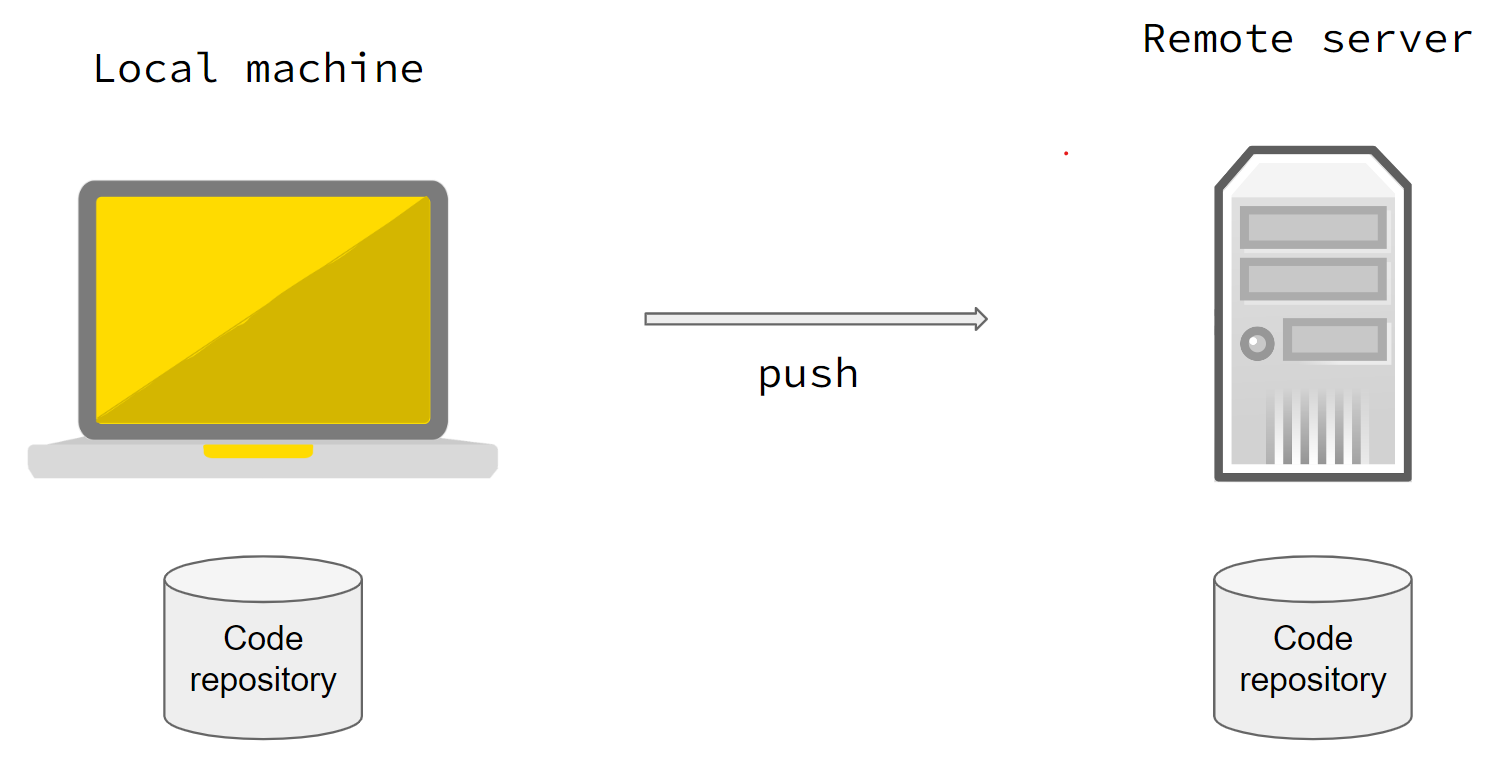 Local machine
Remote server
push
Code
repository
Code
repository